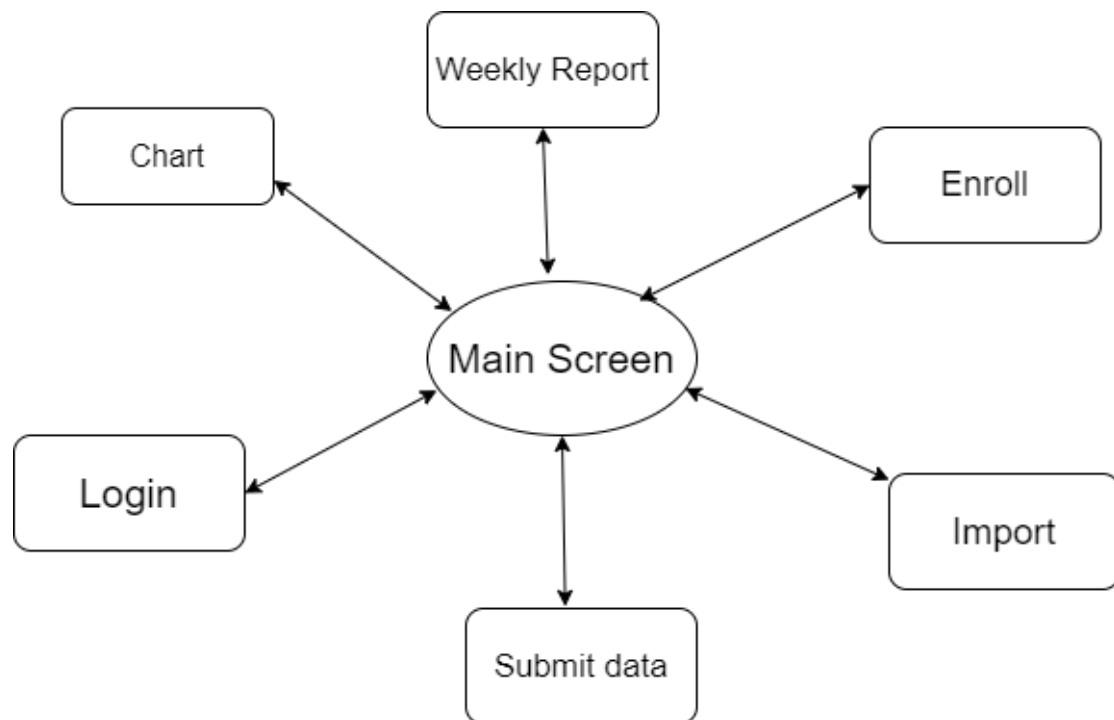 Weekly Report
Chart
Enroll
Main Screen
Login
Import
Submit data